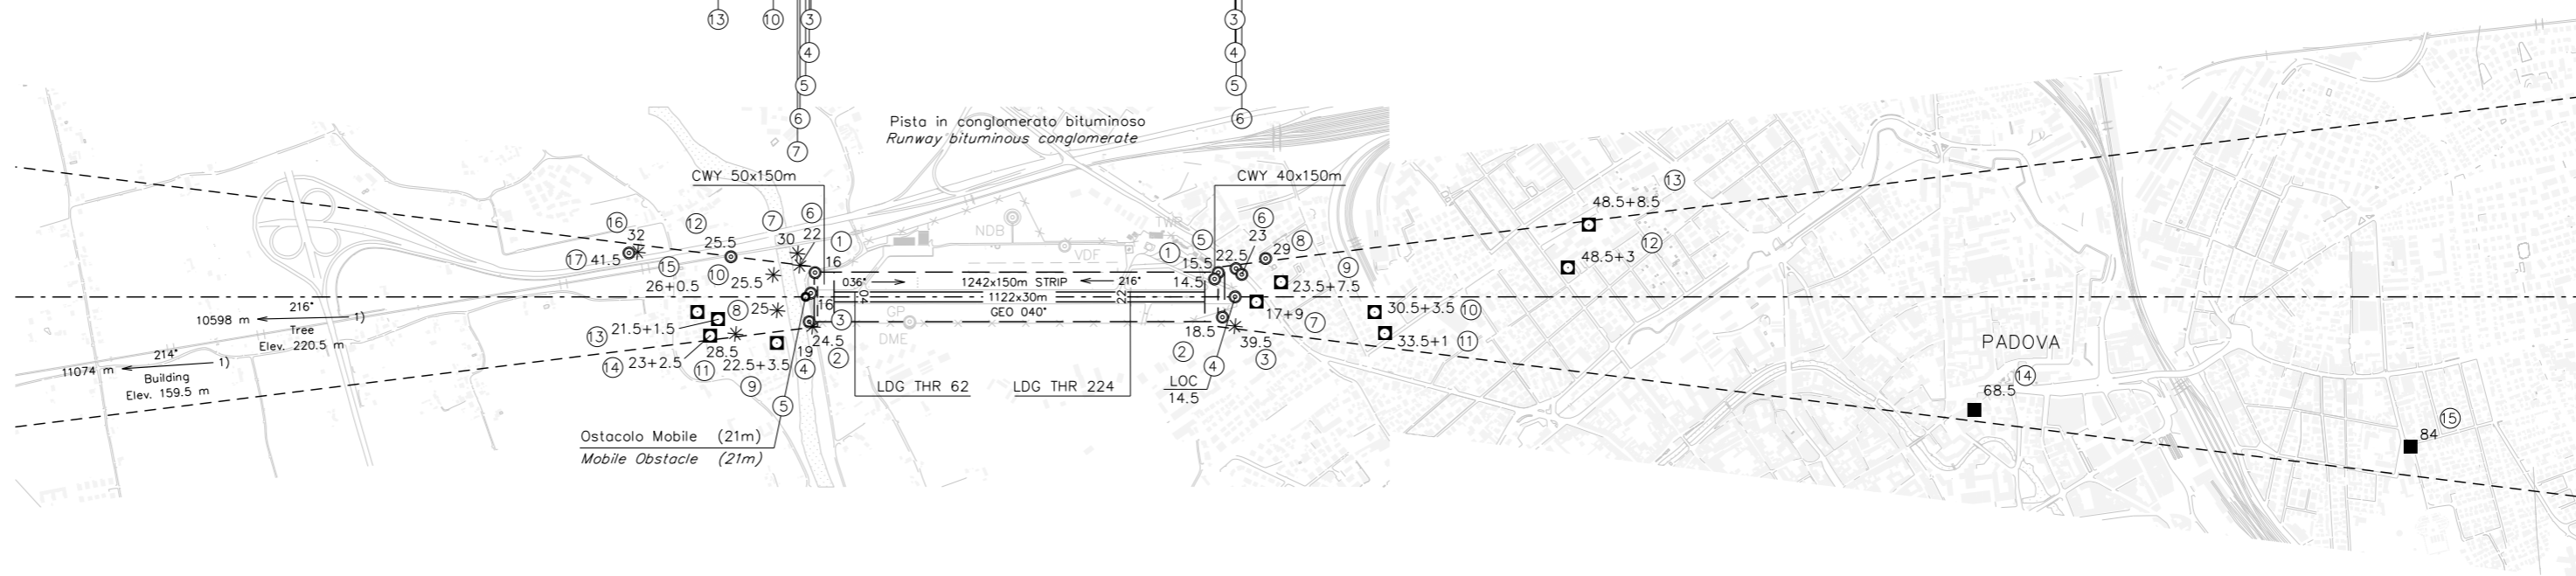 13 10 3 3
4 4
5 5
6 6
7
Pista in conglomerato bituminoso
Runway bituminous conglomerate
CWY 50x150m
CWY 40x150m
16 32
12 25.5
7 30
6 22
1 16
17 41.5
15 26+0.5
10 25.5
NDB
VDF
TWR
1 15.5
5 22.5
6 23
8 29
14.5
9 23.5+7.5
13 48.5+8.5
12 48.5+3
036°
1242x150m STRIP
216°
04
1122x30m
22
GEO 040°
216°
10598 m 1)
Tree
Elev. 220.5 m
214°
11074 m 1)
Building
Elev. 159.5 m
13 21.5+1.5
8 25
16
3 24.5
2
14 23+2.5
28.5
11
22.5+3.5
9
19
4
5
GP
DME
LDG THR 62
LDG THR 224
18.5
2
LOC
14.5
4
39.5
3
17+9 7
30.5+3.5 10
33.5+1 11
PADOVA
14
68.5
15
84
Ostacolo Mobile (21m)
Mobile Obstacle (21m)